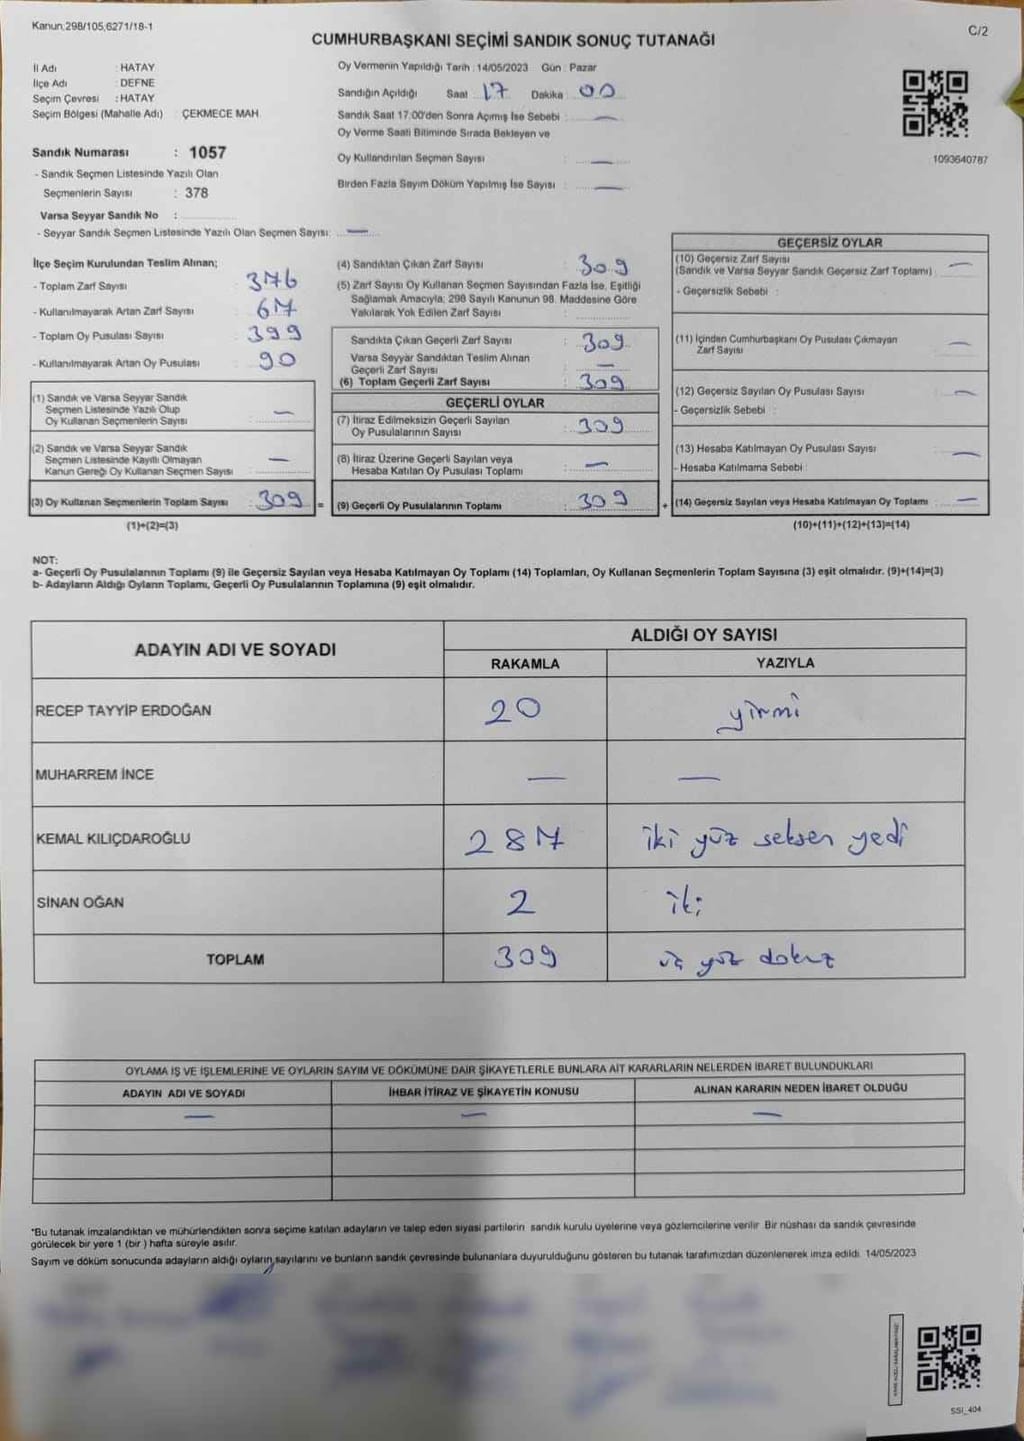 Kanun;298/105,6271/18-1
C/2
CUMHURBAŞKANI SEÇİMİ SANDIK SONUÇ TUTANAĞI
İl Adı : HATAY
İlçe Adı : DEFNE
Seçim Çevresi : HATAY
Seçim Bölgesi (Mahalle Adı) ÇEKMECE MAH.
Sandık Numarası : 1057
- Sandık Seçmen Listesinde Yazılı Olan
Seçmenlerin Sayısı : 378
Varsa Seyyar Sandık No :
- Seyyar Sandık Seçmen Listesinde Yazılı Olan Seçmen Sayısı: —
Oy Vermenin Yapıldığı Tarih : 14/05/2023 Gün : Pazar
Sandığın Açıldığı Saat 17 Dakika 00
Sandık Saat 17:00'den Sonra Açımış İse Sebebi : —
Oy Verme Saati Bitiminde Sırada Bekleyen ve
Oy Kullandırılan Seçmen Sayısı : —
Birden Fazla Sayım Döküm Yapılmış İse Sayısı : —
1093640787
İlçe Seçim Kurulundan Teslim Alınan;
- Toplam Zarf Sayısı : 376
- Kullanılmayarak Artan Zarf Sayısı : 67
- Toplam Oy Pusulası Sayısı : 399
- Kullanılmayarak Artan Oy Pusulası : 90
(1) Sandık ve Varsa Seyyar Sandık
Seçmen Listesinde Yazılı Olup
Oy Kullanan Seçmenlerin Sayısı : —
(2) Sandık ve Varsa Seyyar Sandık
Seçmen Listesinde Kayıtlı Olmayan
Kanun Gereği Oy Kullanan Seçmen Sayısı : —
(3) Oy Kullanan Seçmenlerin Toplam Sayısı : 309 =
(1)+(2)=(3)
(4) Sandıktan Çıkan Zarf Sayısı : 309
(5) Zarf Sayısı Oy Kullanan Seçmen Sayısından Fazla İse, Eşitliği
Sağlamak Amacıyla; 298 Sayılı Kanunun 98. Maddesine Göre
Yakılarak Yok Edilen Zarf Sayısı :
Sandıkta Çıkan Geçerli Zarf Sayısı : 309
Varsa Seyyar Sandıktan Teslim Alınan
Geçerli Zarf Sayısı : —
(6) Toplam Geçerli Zarf Sayısı : 309
GEÇERLİ OYLAR
(7) İtiraz Edilmeksizin Geçerli Sayılan
Oy Pusulalarının Sayısı : 309
(8) İtiraz Üzerine Geçerli Sayılan veya
Hesaba Katılan Oy Pusulası Toplamı : —
(9) Geçerli Oy Pusulalarının Toplamı : 309 +
GEÇERSİZ OYLAR
(10) Geçersiz Zarf Sayısı
(Sandık ve Varsa Seyyar Sandık Geçersiz Zarf Toplamı) : —
- Geçersizlik Sebebi :
(11) İçinden Cumhurbaşkanı Oy Pusulası Çıkmayan
Zarf Sayısı : —
(12) Geçersiz Sayılan Oy Pusulası Sayısı : —
- Geçersizlik Sebebi :
(13) Hesaba Katılmayan Oy Pusulası Sayısı : —
- Hesaba Katılmama Sebebi :
(14) Geçersiz Sayılan veya Hesaba Katılmayan Oy Toplamı : —
(10)+(11)+(12)+(13)=(14)
NOT:
a- Geçerli Oy Pusulalarının Toplamı (9) ile Geçersiz Sayılan veya Hesaba Katılmayan Oy Toplamı (14) Toplamları, Oy Kullanan Seçmenlerin Toplam Sayısına (3) eşit olmalıdır. (9)+(14)=(3)
b- Adayların Aldığı Oyların Toplamı, Geçerli Oy Pusulalarının Toplamına (9) eşit olmalıdır.
ADAYIN ADI VE SOYADI
ALDIĞI OY SAYISI
RAKAMLA YAZIYLA
RECEP TAYYİP ERDOĞAN 20 yirmi
MUHARREM İNCE — —
KEMAL KILIÇDAROĞLU 287 iki yüz seksen yedi
SİNAN OĞAN 2 iki
TOPLAM 309 üç yüz dokuz
OYLAMA İŞ VE İŞLEMLERİNE VE OYLARIN SAYIM VE DÖKÜMÜNE DAİR ŞİKAYETLERLE BUNLARA AİT KARARLARIN NELERDEN İBARET BULUNDUKLARI
ADAYIN ADI VE SOYADI İHBAR İTİRAZ VE ŞİKAYETİN KONUSU ALINAN KARARIN NEDEN İBARET OLDUĞU
— — —
*Bu tutanak imzalandıktan ve mühürlendikten sonra seçime katılan adayların ve talep eden siyasi partilerin sandık kurulu üyelerine veya gözlemcilerine verilir. Bir nüshası da sandık çevresinde
görülecek bir yere 1 (bir ) hafta süreyle asılır.
Sayım ve döküm sonucunda adayların aldığı oyların sayılarını ve bunların sandık çevresinde bulunanlara duyurulduğunu gösteren bu tutanak tarafımızdan düzenlenerek imza edildi. 14/05/2023
SSI_404